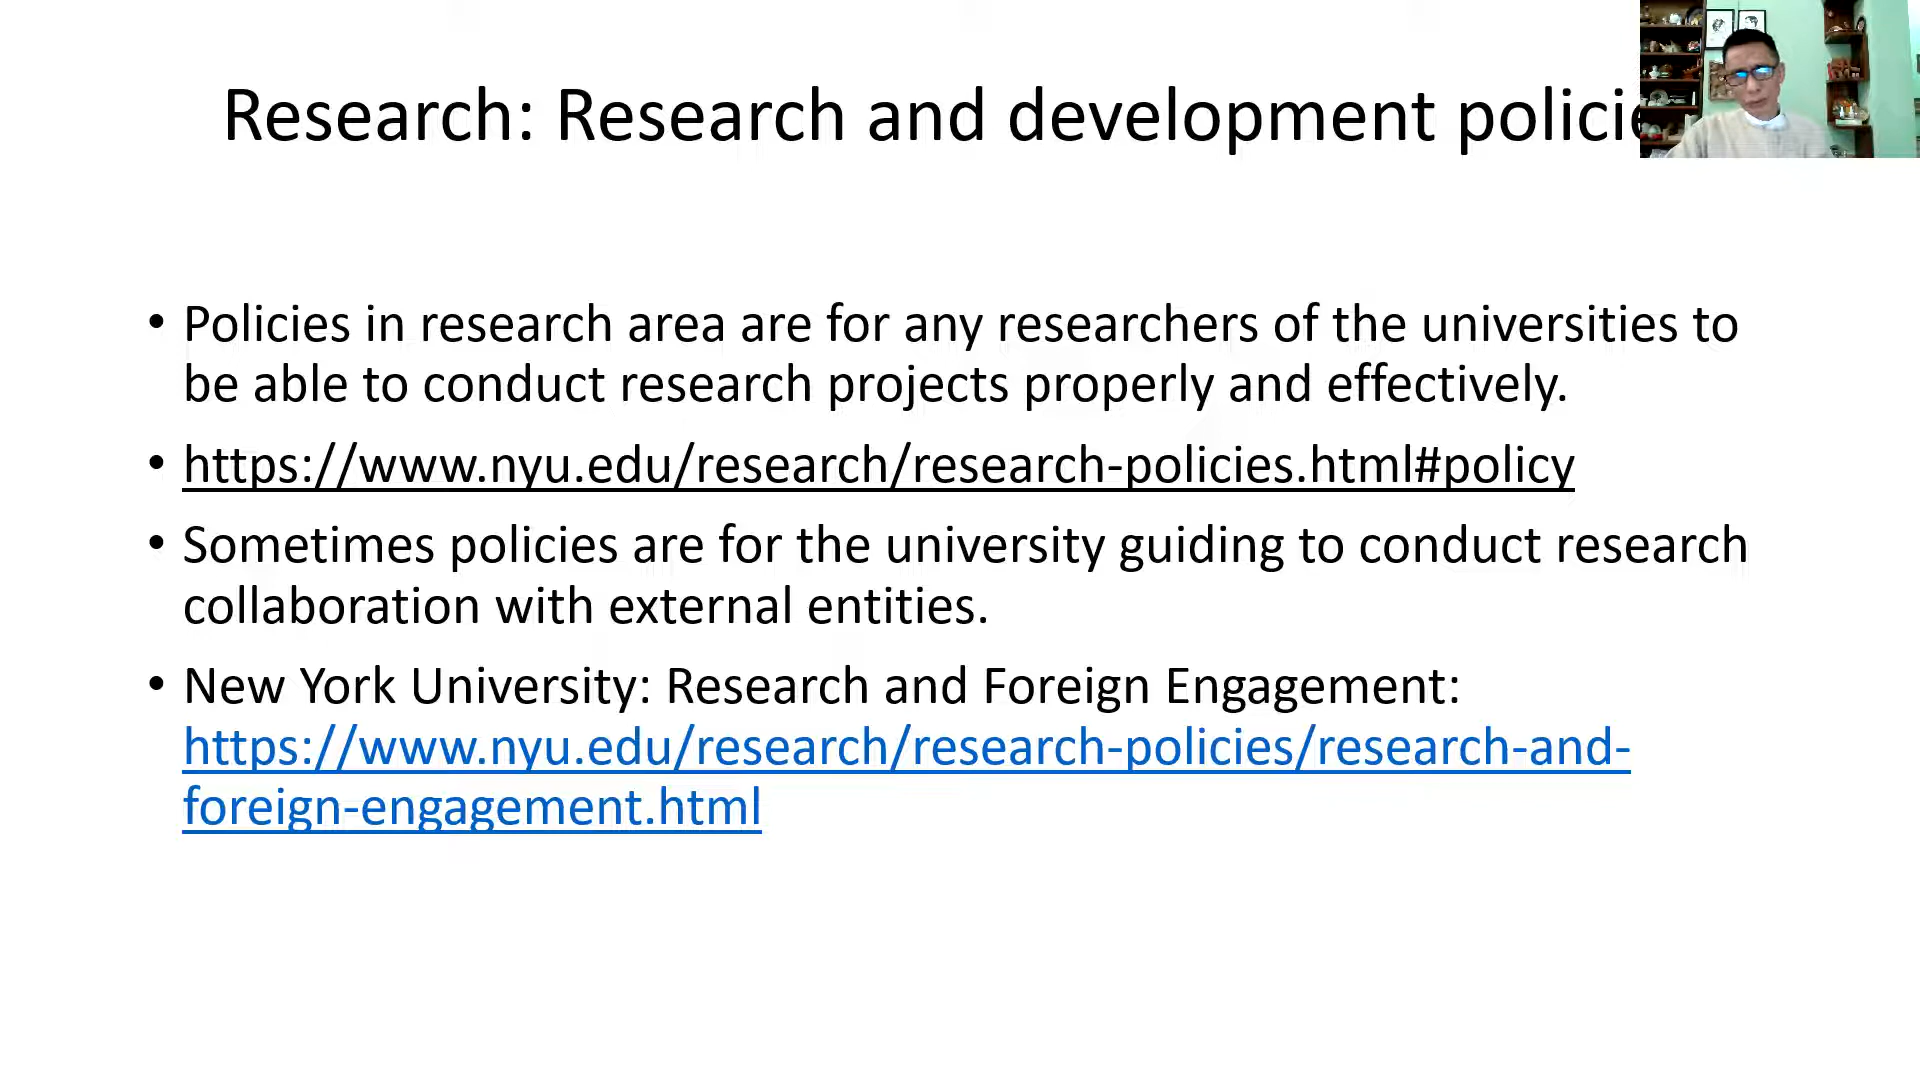 Research: Research and development policie
• Policies in research area are for any researchers of the universities to
be able to conduct research projects properly and effectively.
• https://www.nyu.edu/research/research-policies.html#policy
• Sometimes policies are for the university guiding to conduct research
collaboration with external entities.
• New York University: Research and Foreign Engagement:
https://www.nyu.edu/research/research-policies/research-and-
foreign-engagement.html